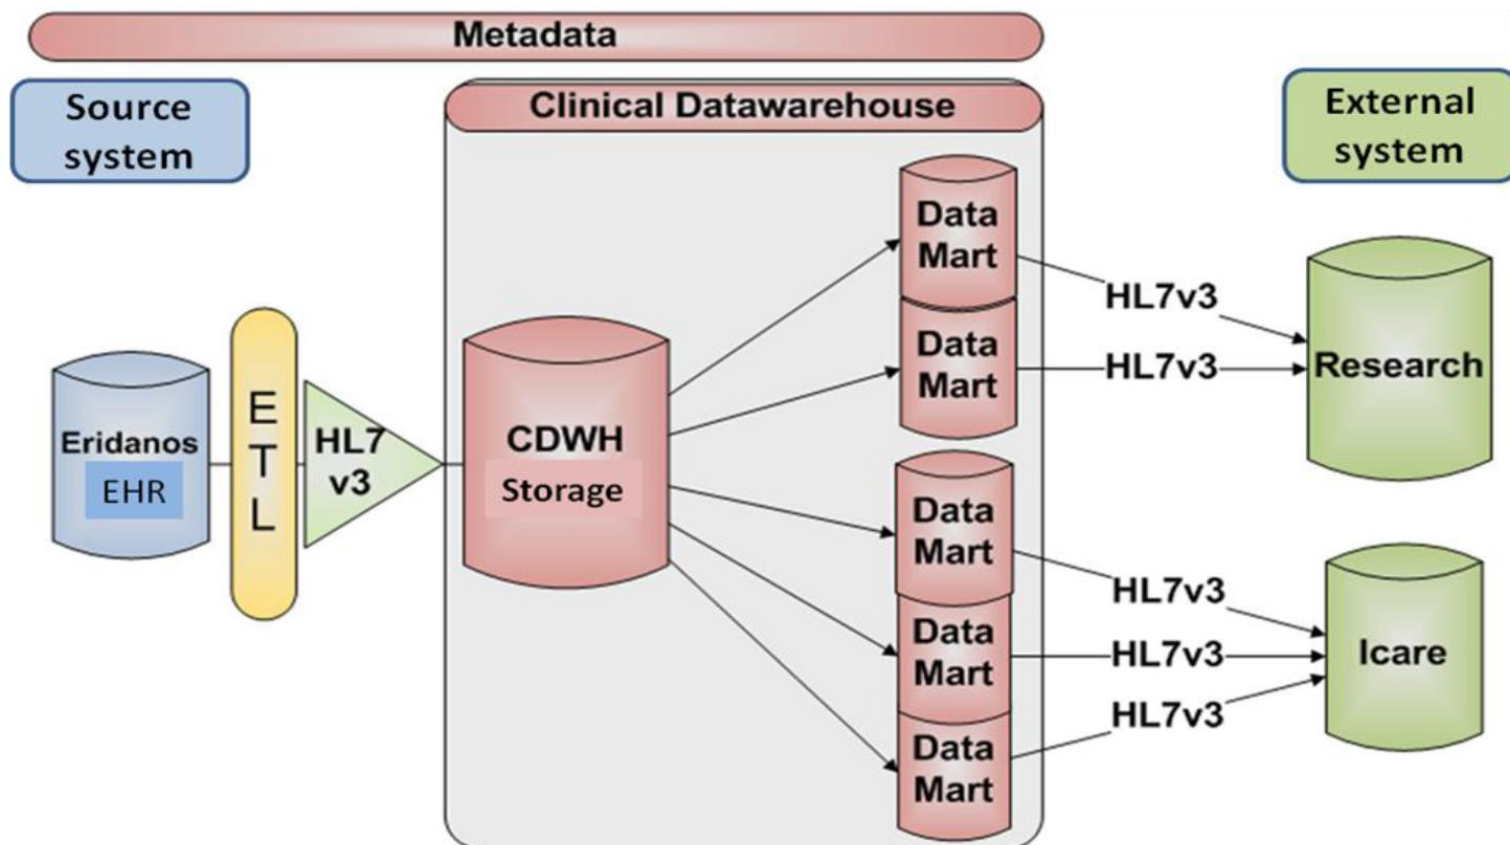 Metadata
Source
system
Clinical Datawarehouse
External
system
Data
Mart
HL7v3
Data
Mart
HL7v3
Research
Eridanos
EHR
E
T
L
HL7
v3
CDWH
Storage
Data
Mart
HL7v3
Data
Mart
HL7v3
Icare
Data
Mart
HL7v3